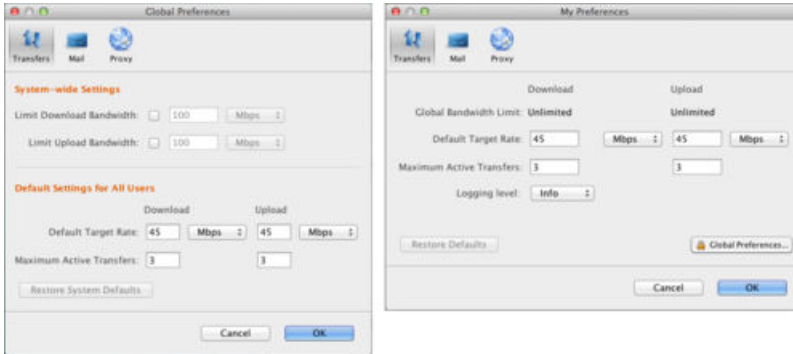 Global Preferences
Transfers Mail Proxy
System-wide Settings
Limit Download Bandwidth: 100 Mbps
Limit Upload Bandwidth: 100 Mbps
Default Settings for All Users
Download Upload
Default Target Rate: 45 Mbps 45 Mbps
Maximum Active Transfers: 3 3
Restore System Defaults
Cancel OK
My Preferences
Transfers Mail Proxy
Download Upload
Global Bandwidth Limit: Unlimited Unlimited
Default Target Rate: 45 Mbps 45 Mbps
Maximum Active Transfers: 3 3
Logging level: Info
Restore Defaults Global Preferences...
Cancel OK